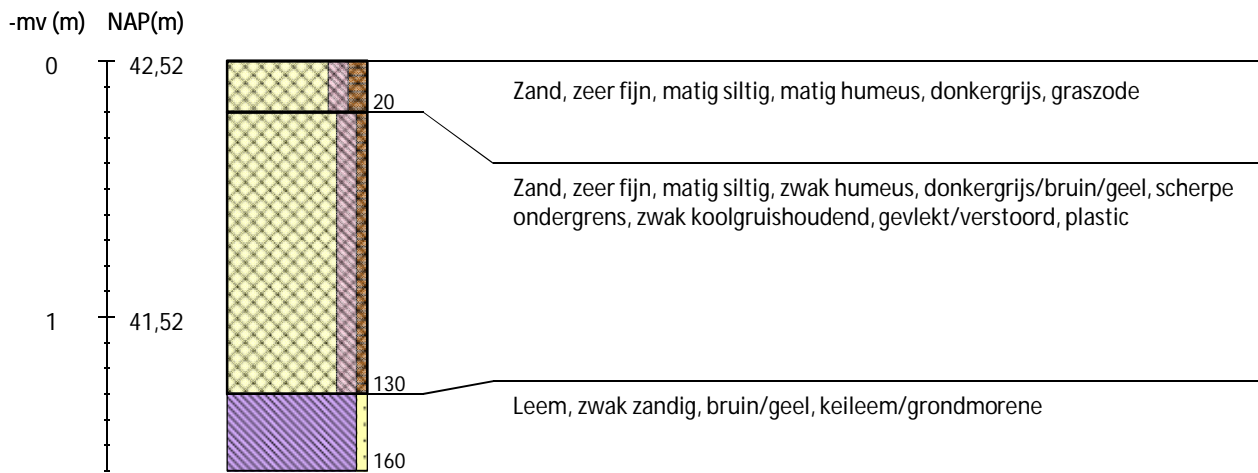 -mv (m) NAP(m)
0 42,52
Zand, zeer fijn, matig siltig, matig humeus, donkergrijs, graszode
20
Zand, zeer fijn, matig siltig, zwak humeus, donkergrijs/bruin/geel, scherpe
ondergrens, zwak koolgruishoudend, gevlekt/verstoord, plastic
1 41,52
130
Leem, zwak zandig, bruin/geel, keileem/grondmorene
160